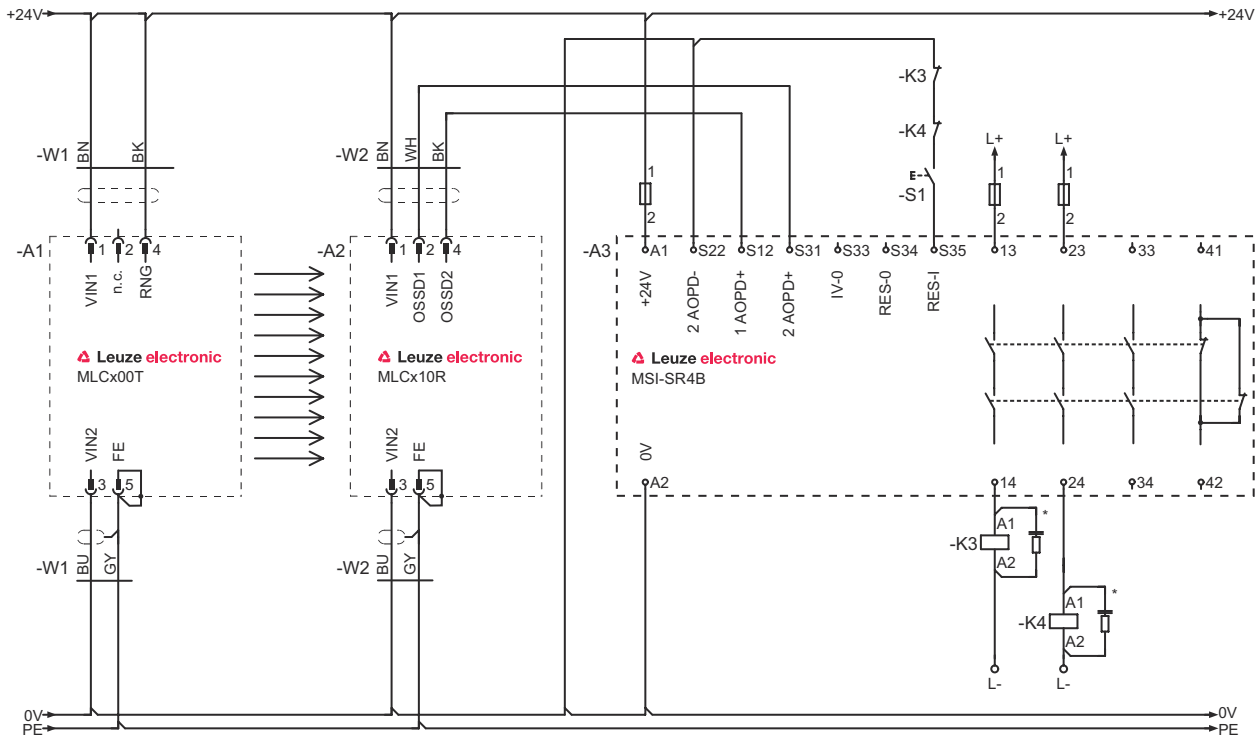 +24V +24V
-K3
-K4 L+ L+
-W1 BN BK -W2 BN WH BK
E-- 1 1 1
-S1
2 2 2
-A1 1 2 4 -A2 1 2 4 -A3 A1 S22 S12 S31 S33 S34 S35 13 23 33 41
VIN1 n.c. RNG VIN1 OSSD1 OSSD2 +24V 2 AOPD- 1 AOPD+ 2 AOPD+ IV-0 RES-0 RES-I
Leuze electronic Leuze electronic Leuze electronic
MLCx00T MLCx10R MSI-SR4B
VIN2 FE VIN2 FE 0V
3 5 3 5 A2 14 24 34 42
A1 *
-K3
A2
-W1 BU GY -W2 BU GY
A1 *
-K4
A2
L- L-
0V 0V
PE PE